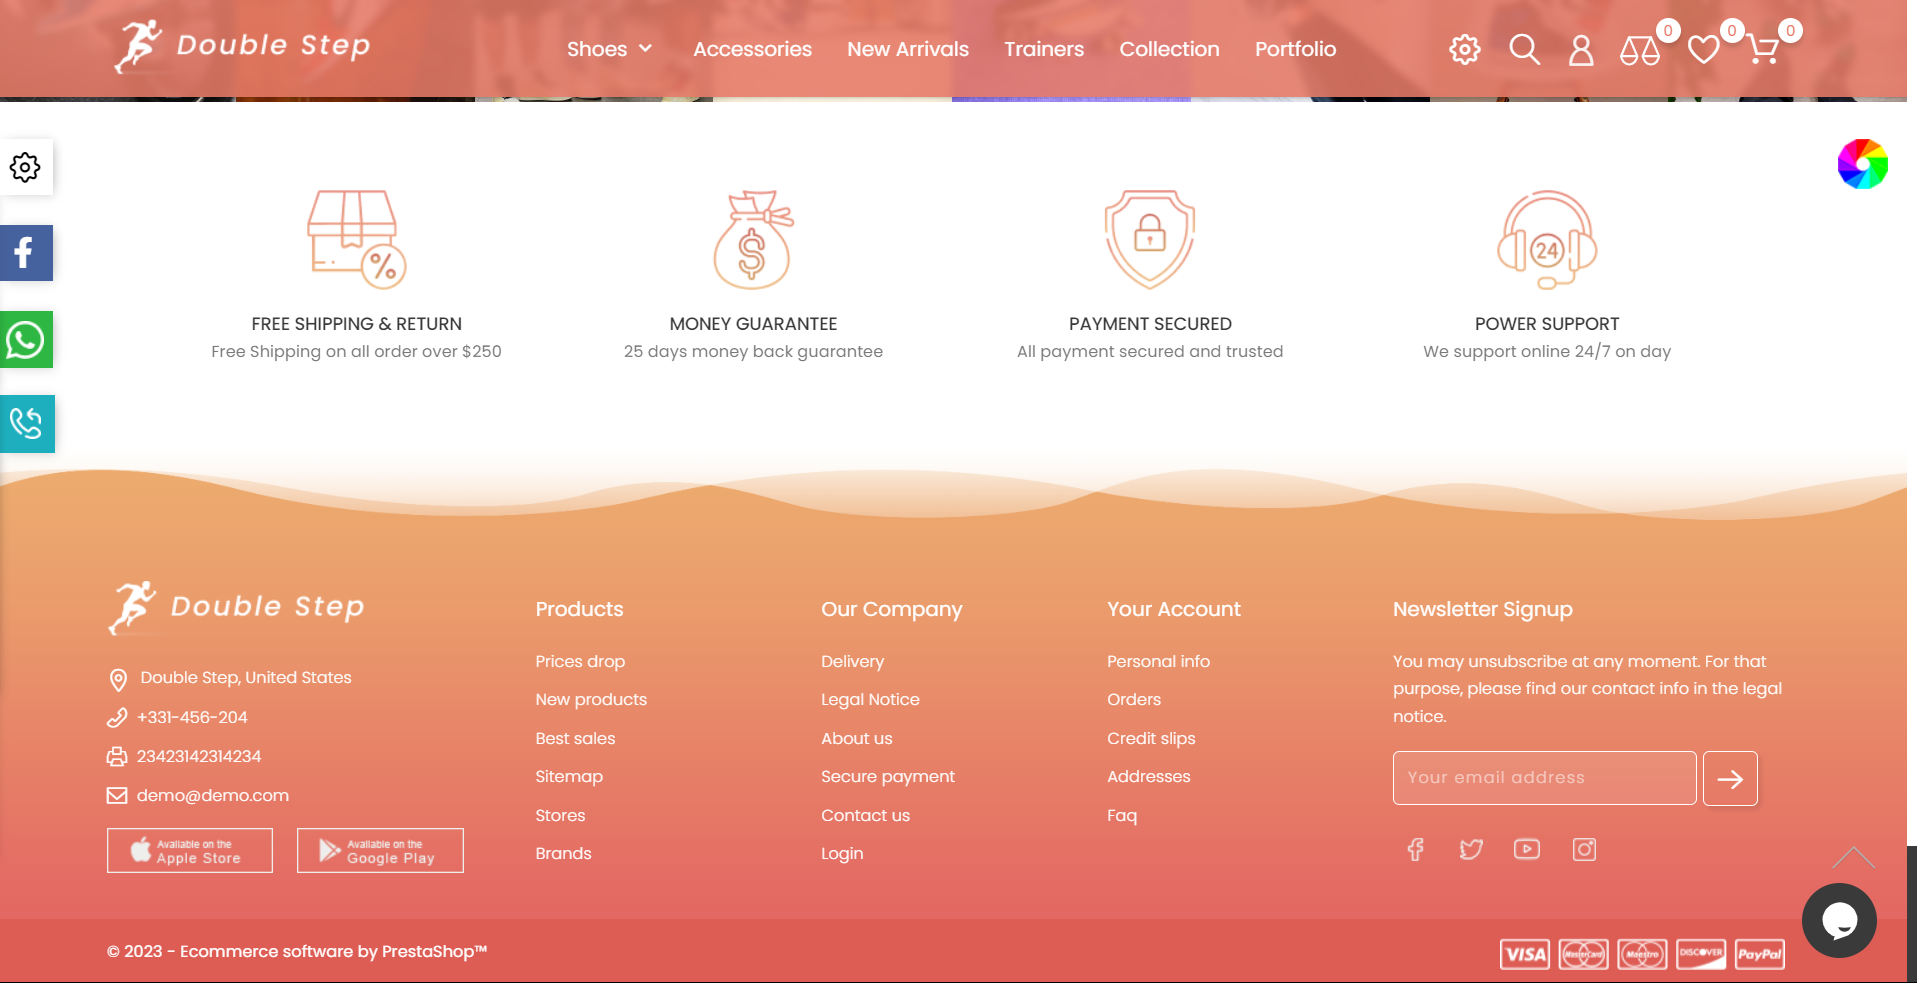 Double Step
Shoes Accessories New Arrivals Trainers Collection Portfolio
0 0 0
%
$
24
FREE SHIPPING & RETURN
Free Shipping on all order over $250
MONEY GUARANTEE
25 days money back guarantee
PAYMENT SECURED
All payment secured and trusted
POWER SUPPORT
We support online 24/7 on day
Double Step
Double Step, United States
+331-456-204
23423142314234
demo@demo.com
Available on the
Apple Store
Available on the
Google Play
Products
Prices drop
New products
Best sales
Sitemap
Stores
Brands
Our Company
Delivery
Legal Notice
About us
Secure payment
Contact us
Login
Your Account
Personal info
Orders
Credit slips
Addresses
Faq
Newsletter Signup
You may unsubscribe at any moment. For that
purpose, please find our contact info in the legal
notice.
Your email address
© 2023 - Ecommerce software by PrestaShop™
VISA MasterCard Maestro DISCOVER PayPal